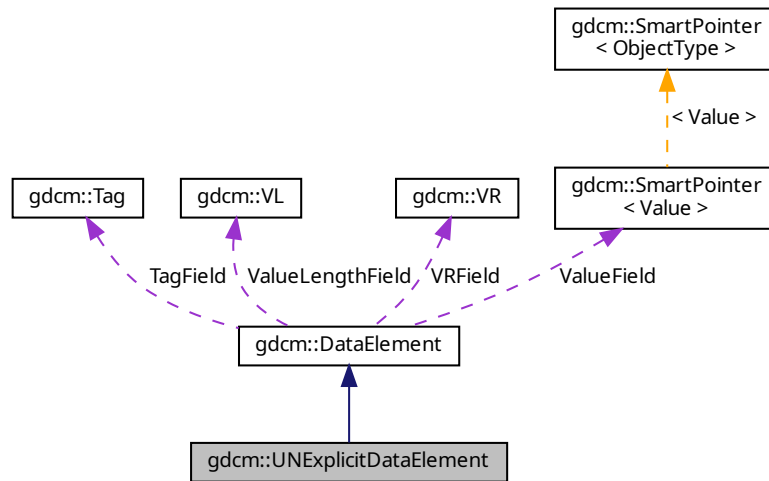 gdcm::SmartPointer
< ObjectType >
< Value >
gdcm::Tag
gdcm::VL
gdcm::VR
gdcm::SmartPointer
< Value >
TagField
ValueLengthField
VRField
ValueField
gdcm::DataElement
gdcm::UNExplicitDataElement